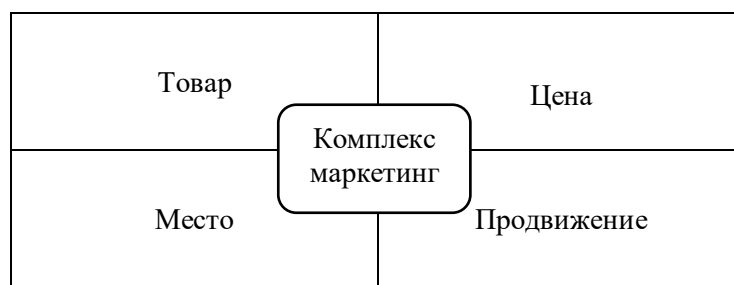 Товар
Цена
Комплекс
маркетинг
Место
Продвижение